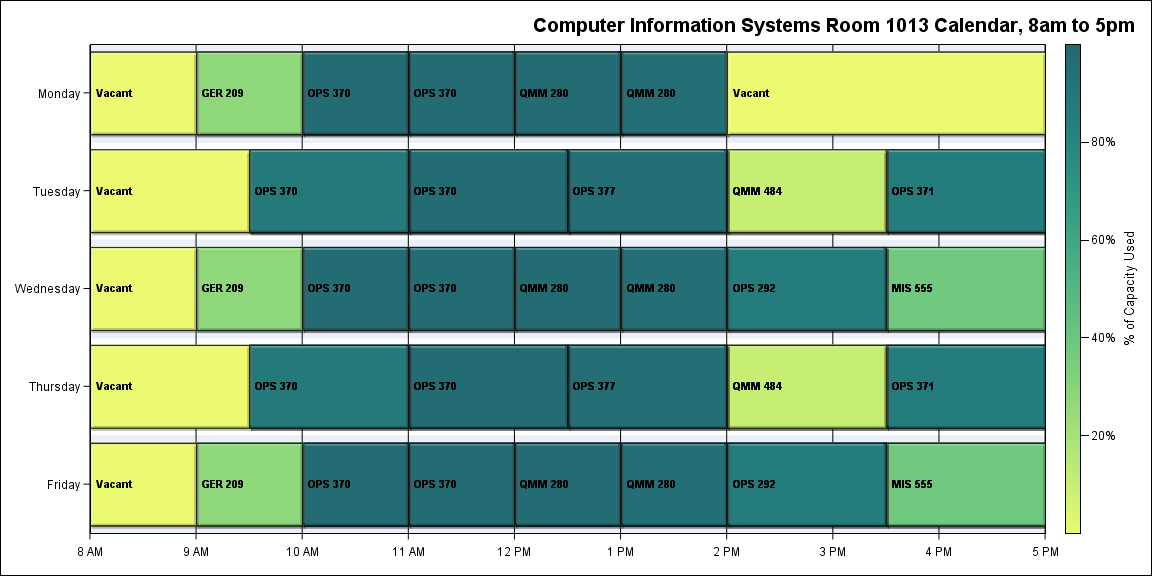 Computer Information Systems Room 1013 Calendar, 8am to 5pm
Monday
Vacant
GER 209
OPS 370
OPS 370
QMM 280
QMM 280
Vacant
Tuesday
Vacant
OPS 370
OPS 370
OPS 377
QMM 484
OPS 371
Wednesday
Vacant
GER 209
OPS 370
OPS 370
QMM 280
QMM 280
OPS 292
MIS 555
Thursday
Vacant
OPS 370
OPS 370
OPS 377
QMM 484
OPS 371
Friday
Vacant
GER 209
OPS 370
OPS 370
QMM 280
QMM 280
OPS 292
MIS 555
8 AM
9 AM
10 AM
11 AM
12 PM
1 PM
2 PM
3 PM
4 PM
5 PM
80%
60%
40%
20%
% of Capacity Used